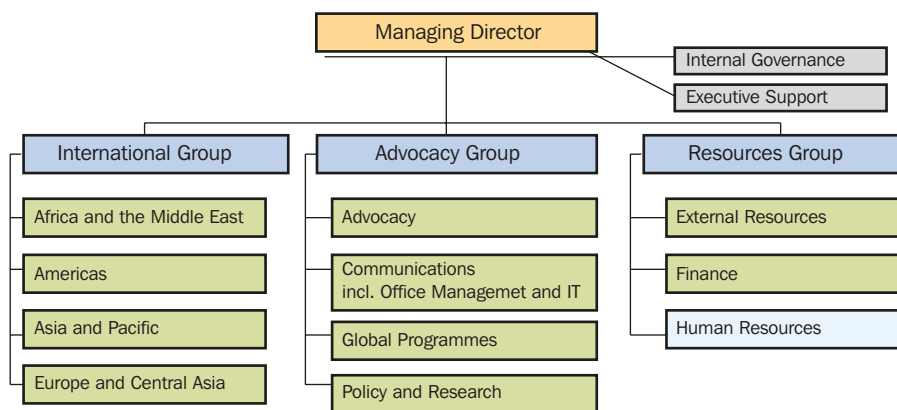 Managing Director
Internal Governance
Executive Support
International Group
Advocacy Group
Resources Group
Africa and the Middle East
Advocacy
External Resources
Americas
Communications
incl. Office Managemet and IT
Finance
Asia and Pacific
Global Programmes
Human Resources
Europe and Central Asia
Policy and Research